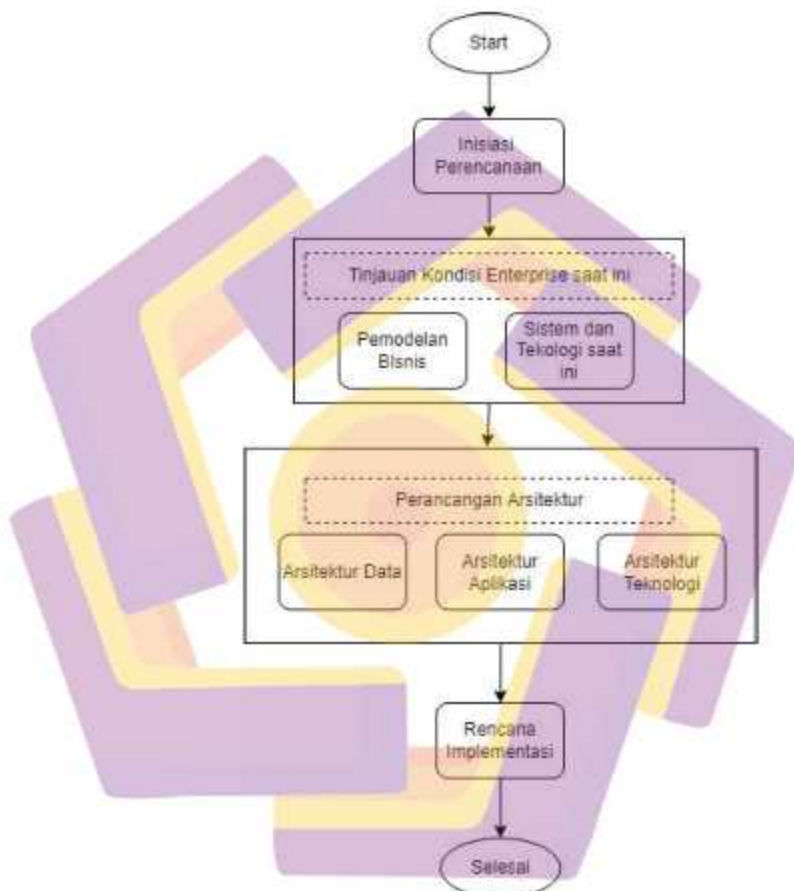 Start
Inisiasi
Perencanaan
Tinjauan Kondisi Enterprise saat ini
Pemodelan
BIsnis
Sistem dan
Tekologi saat
ini
Perancangan Arsitektur
Arsitektur Data
Arsitektur
Aplikasi
Arsitektur
Teknologi
Rencana
Implementasi
Selesai